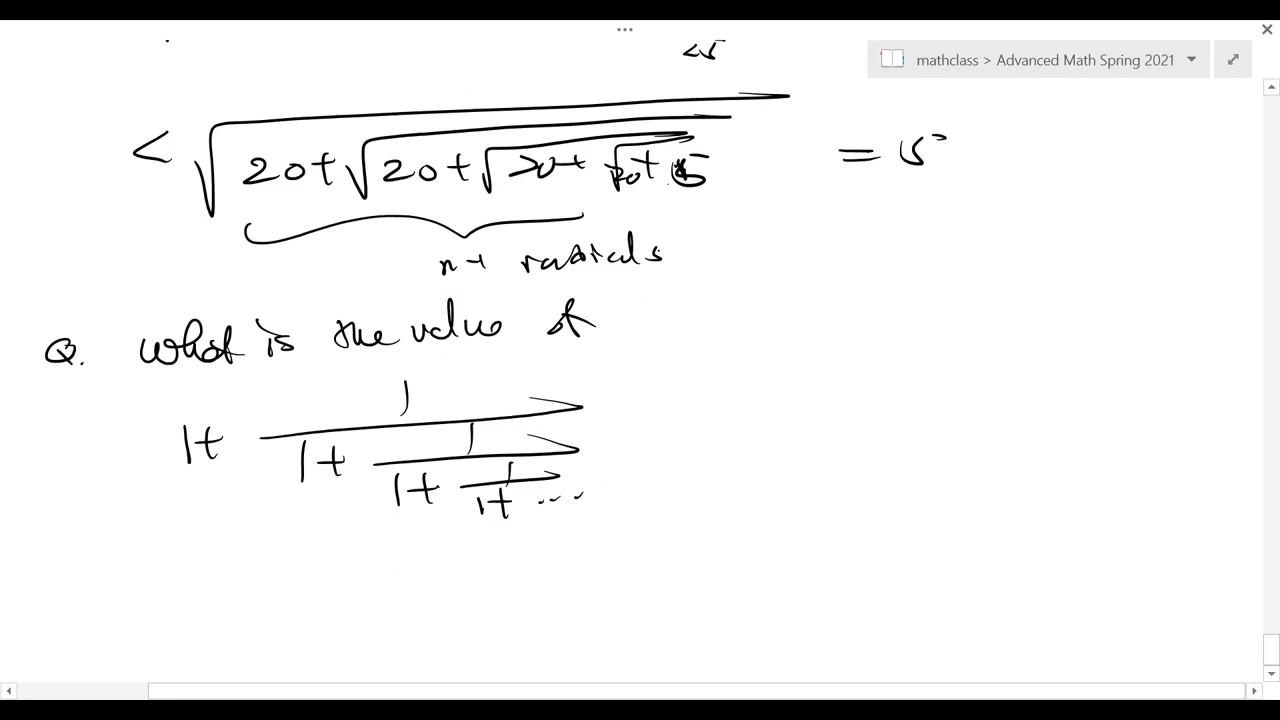 mathclass > Advanced Math Spring 2021
<5
< √(20+√(20+√(20+√(20+5 = 5
n-1 radicals
Q. What is the value of
1+ 1/(1+ 1/(1+ 1/(1+ ...